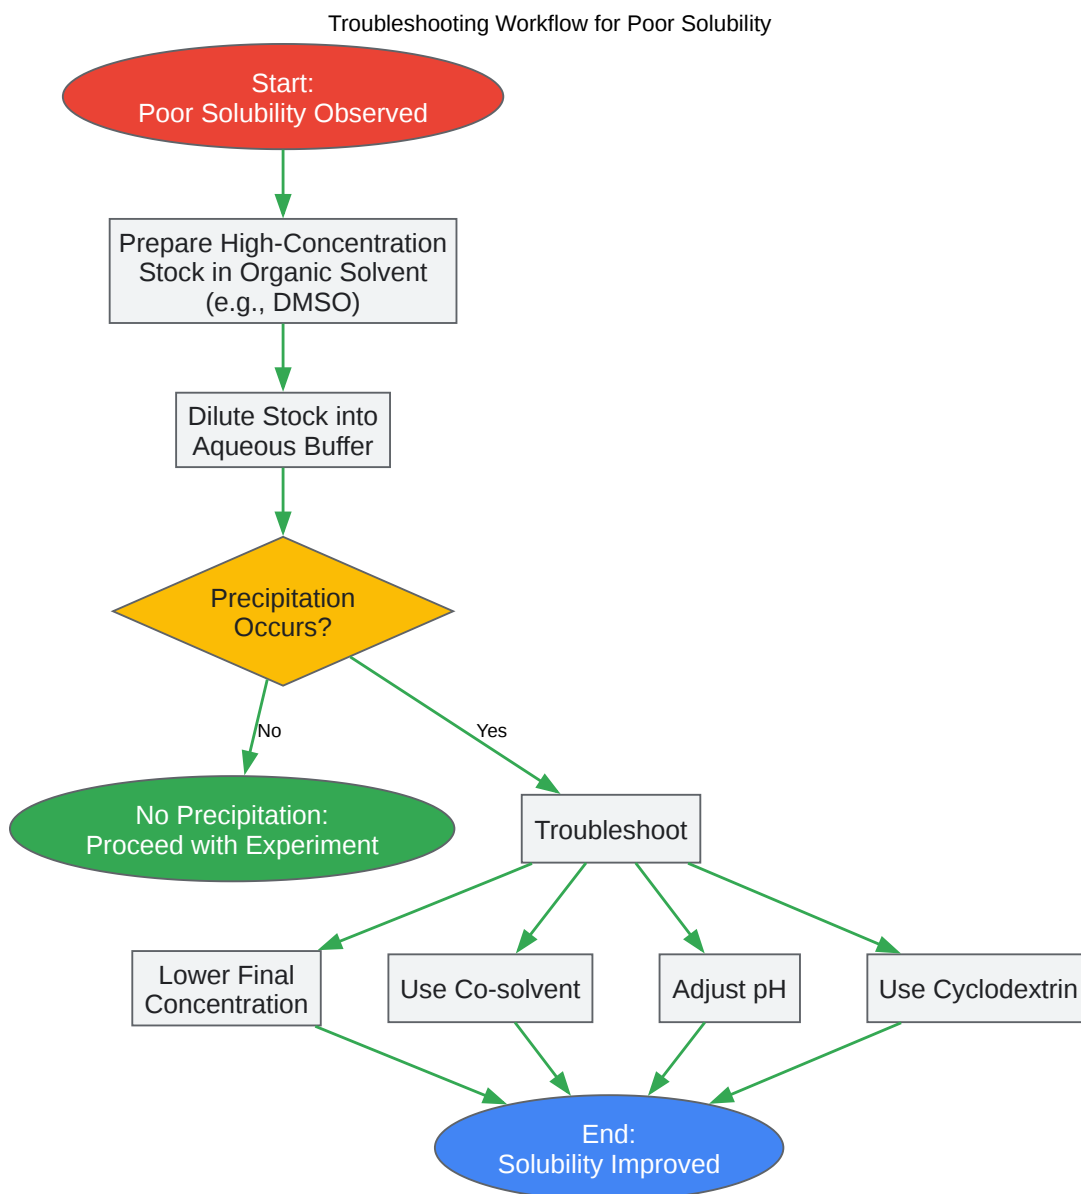 Troubleshooting Workflow for Poor Solubility
Start:
Poor Solubility Observed
Prepare High-Concentration
Stock in Organic Solvent
(e.g., DMSO)
Dilute Stock into
Aqueous Buffer
Precipitation
Occurs?
No
Yes
No Precipitation:
Proceed with Experiment
Troubleshoot
Lower Final
Concentration
Use Co-solvent
Adjust pH
Use Cyclodextrin
End:
Solubility Improved